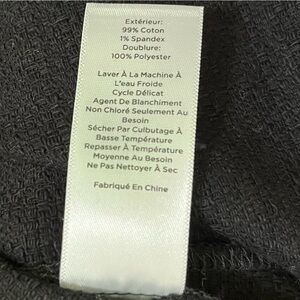 Extérieur:
99% Coton
1% Spandex
Doublure:
100% Polyester
Laver À La Machine À
L'eau Froide
Cycle Délicat
Agent De Blanchiment
Non Chloré Seulement Au
Besoin
Sécher Par Culbutage À
Basse Température
Repasser À Température
Moyenne Au Besoin
Ne Pas Nettoyer À Sec
Fabriqué En Chine